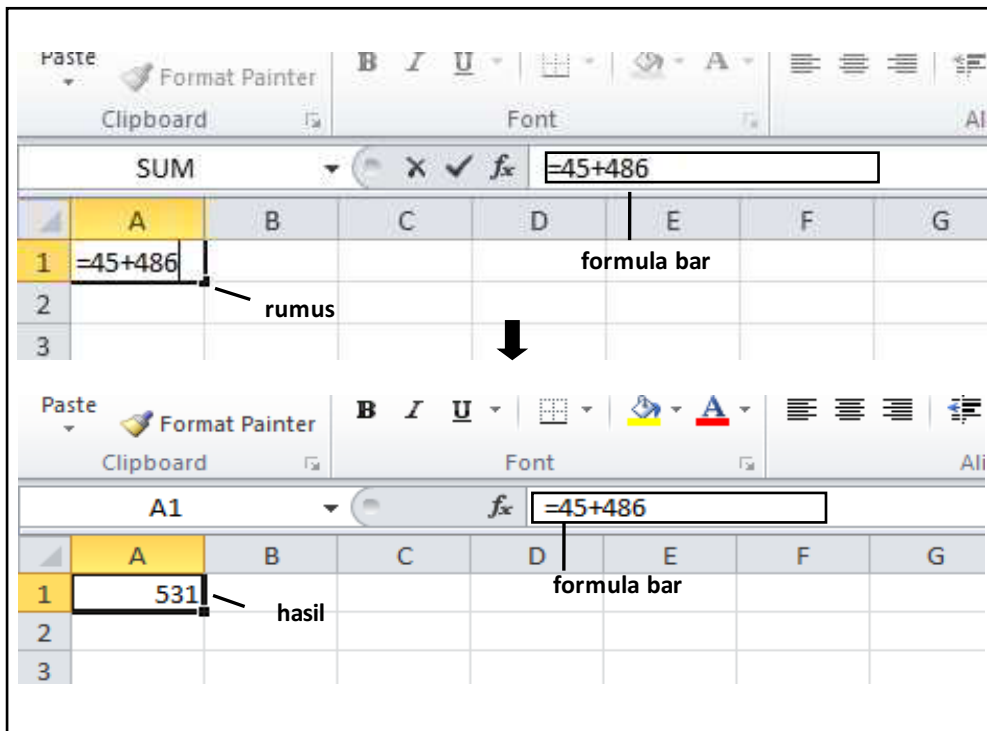 Paste
Format Painter
B I U A
Clipboard Font Al
SUM fx =45+486
A B C D E F G
1 =45+486 formula bar
2 rumus
3
Paste
Format Painter
B I U A
Clipboard Font Ali
A1 fx =45+486
A B C D E F G
1 531 formula bar
hasil
2
3